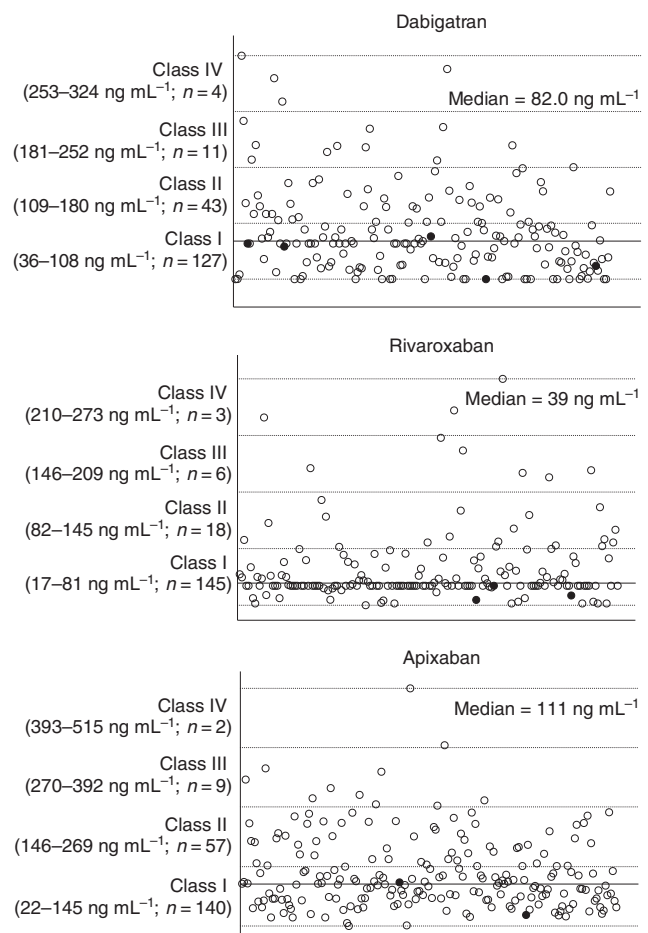 Dabigatran
Class IV
(253–324 ng mL⁻¹; n = 4)
Median = 82.0 ng mL⁻¹
Class III
(181–252 ng mL⁻¹; n = 11)
Class II
(109–180 ng mL⁻¹; n = 43)
Class I
(36–108 ng mL⁻¹; n = 127)
Rivaroxaban
Class IV
(210–273 ng mL⁻¹; n = 3)
Median = 39 ng mL⁻¹
Class III
(146–209 ng mL⁻¹; n = 6)
Class II
(82–145 ng mL⁻¹; n = 18)
Class I
(17–81 ng mL⁻¹; n = 145)
Apixaban
Class IV
(393–515 ng mL⁻¹; n = 2)
Median = 111 ng mL⁻¹
Class III
(270–392 ng mL⁻¹; n = 9)
Class II
(146–269 ng mL⁻¹; n = 57)
Class I
(22–145 ng mL⁻¹; n = 140)